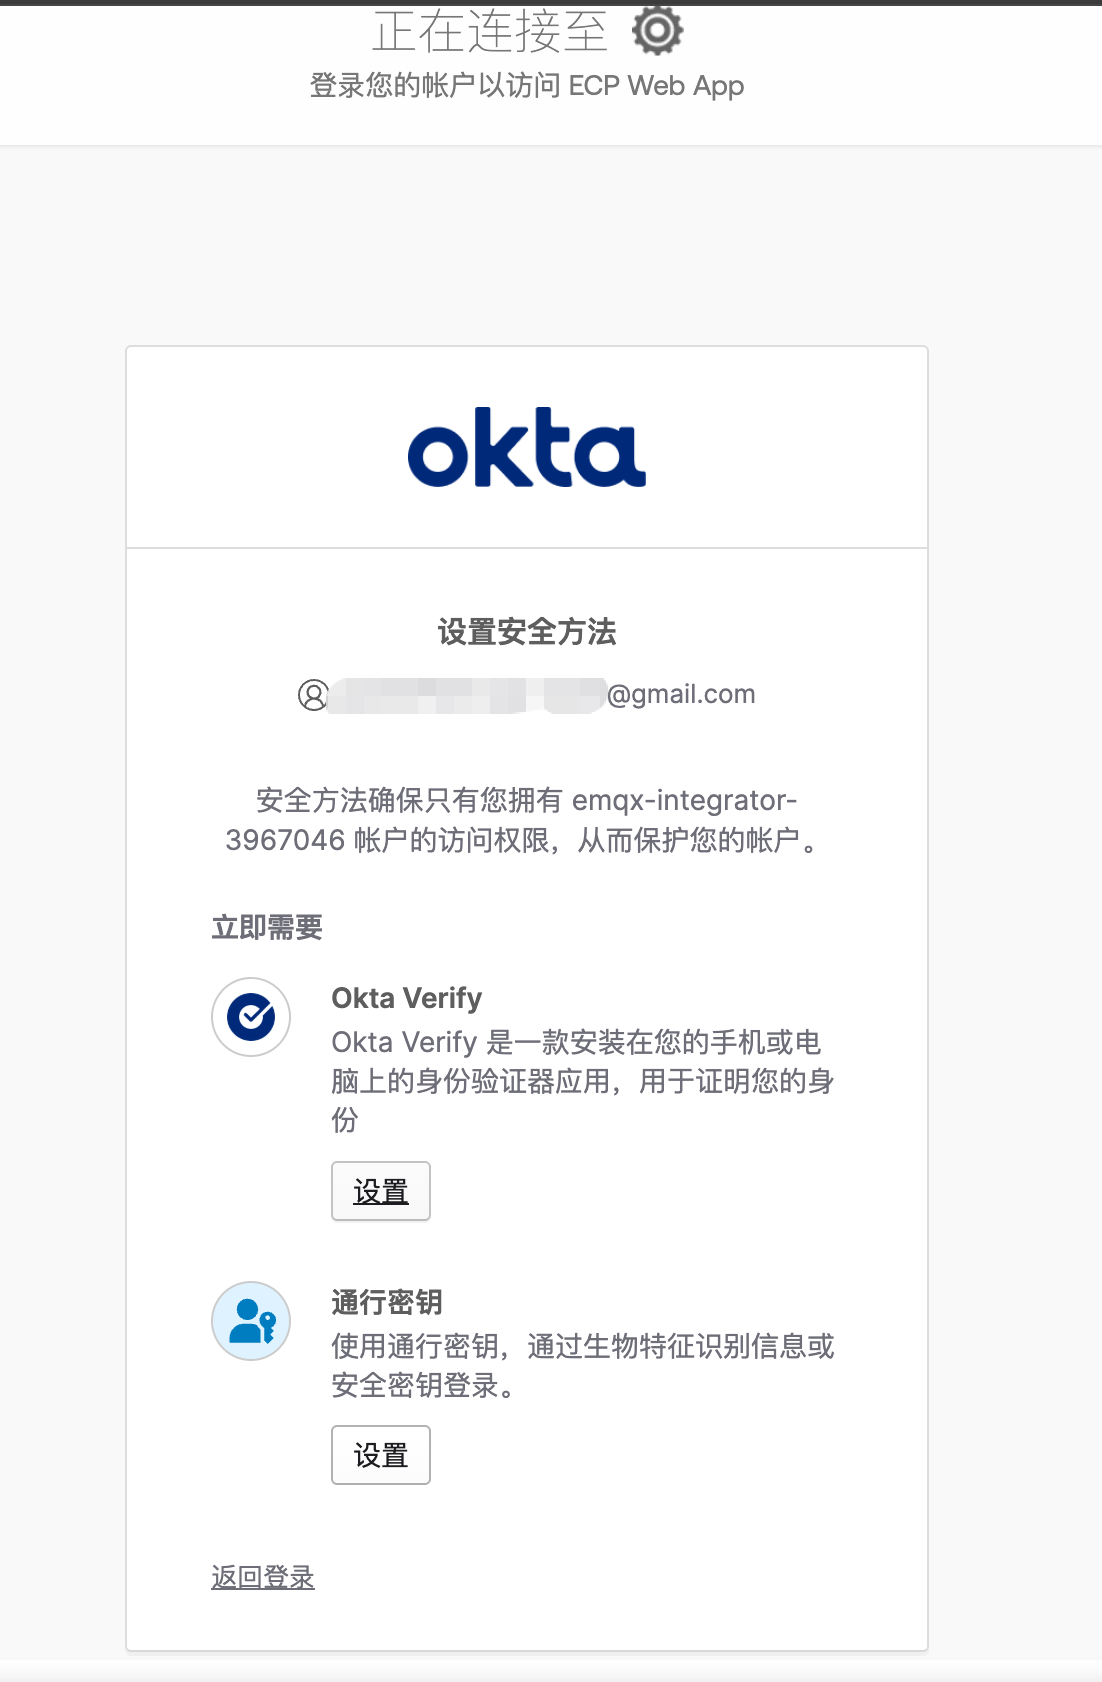 正在连接至
登录您的帐户以访问 ECP Web App
okta
设置安全方法
@gmail.com
安全方法确保只有您拥有 emqx-integrator-
3967046 帐户的访问权限，从而保护您的帐户。
立即需要
Okta Verify
Okta Verify 是一款安装在您的手机或电
脑上的身份验证器应用，用于证明您的身
份
设置
通行密钥
使用通行密钥，通过生物特征识别信息或
安全密钥登录。
设置
返回登录